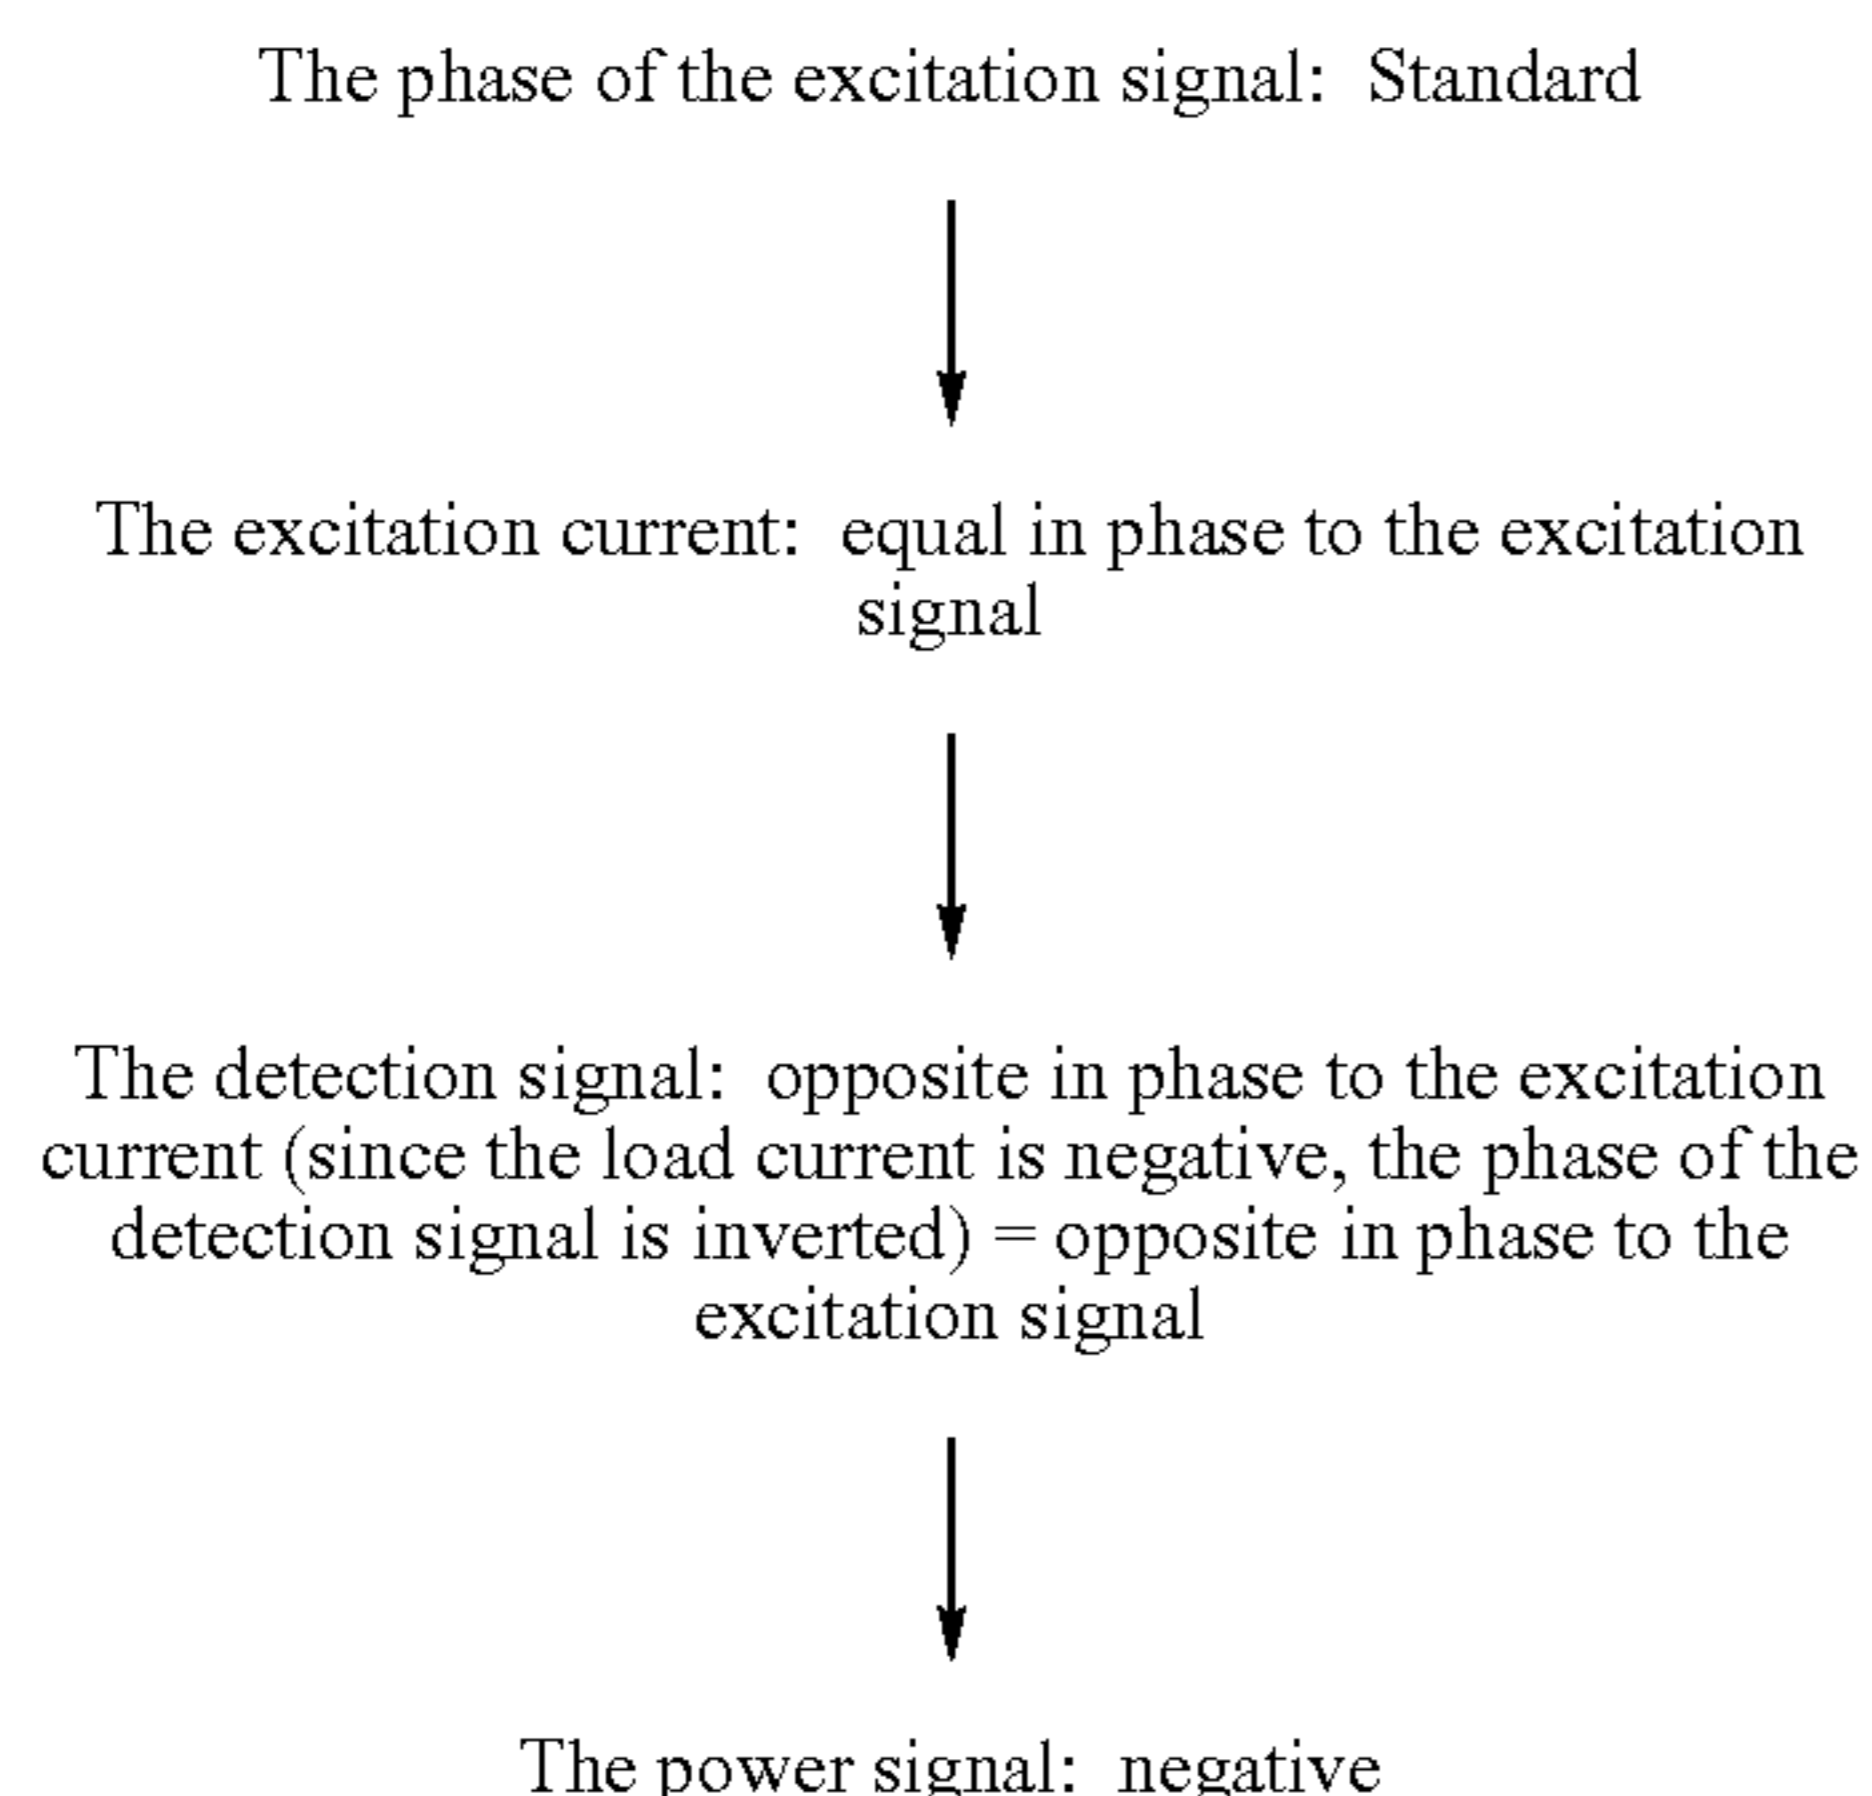 The phase of the excitation signal: Standard
The excitation current: equal in phase to the excitation
signal
The detection signal: opposite in phase to the excitation
current (since the load current is negative, the phase of the
detection signal is inverted) = opposite in phase to the
excitation signal
The power signal: negative